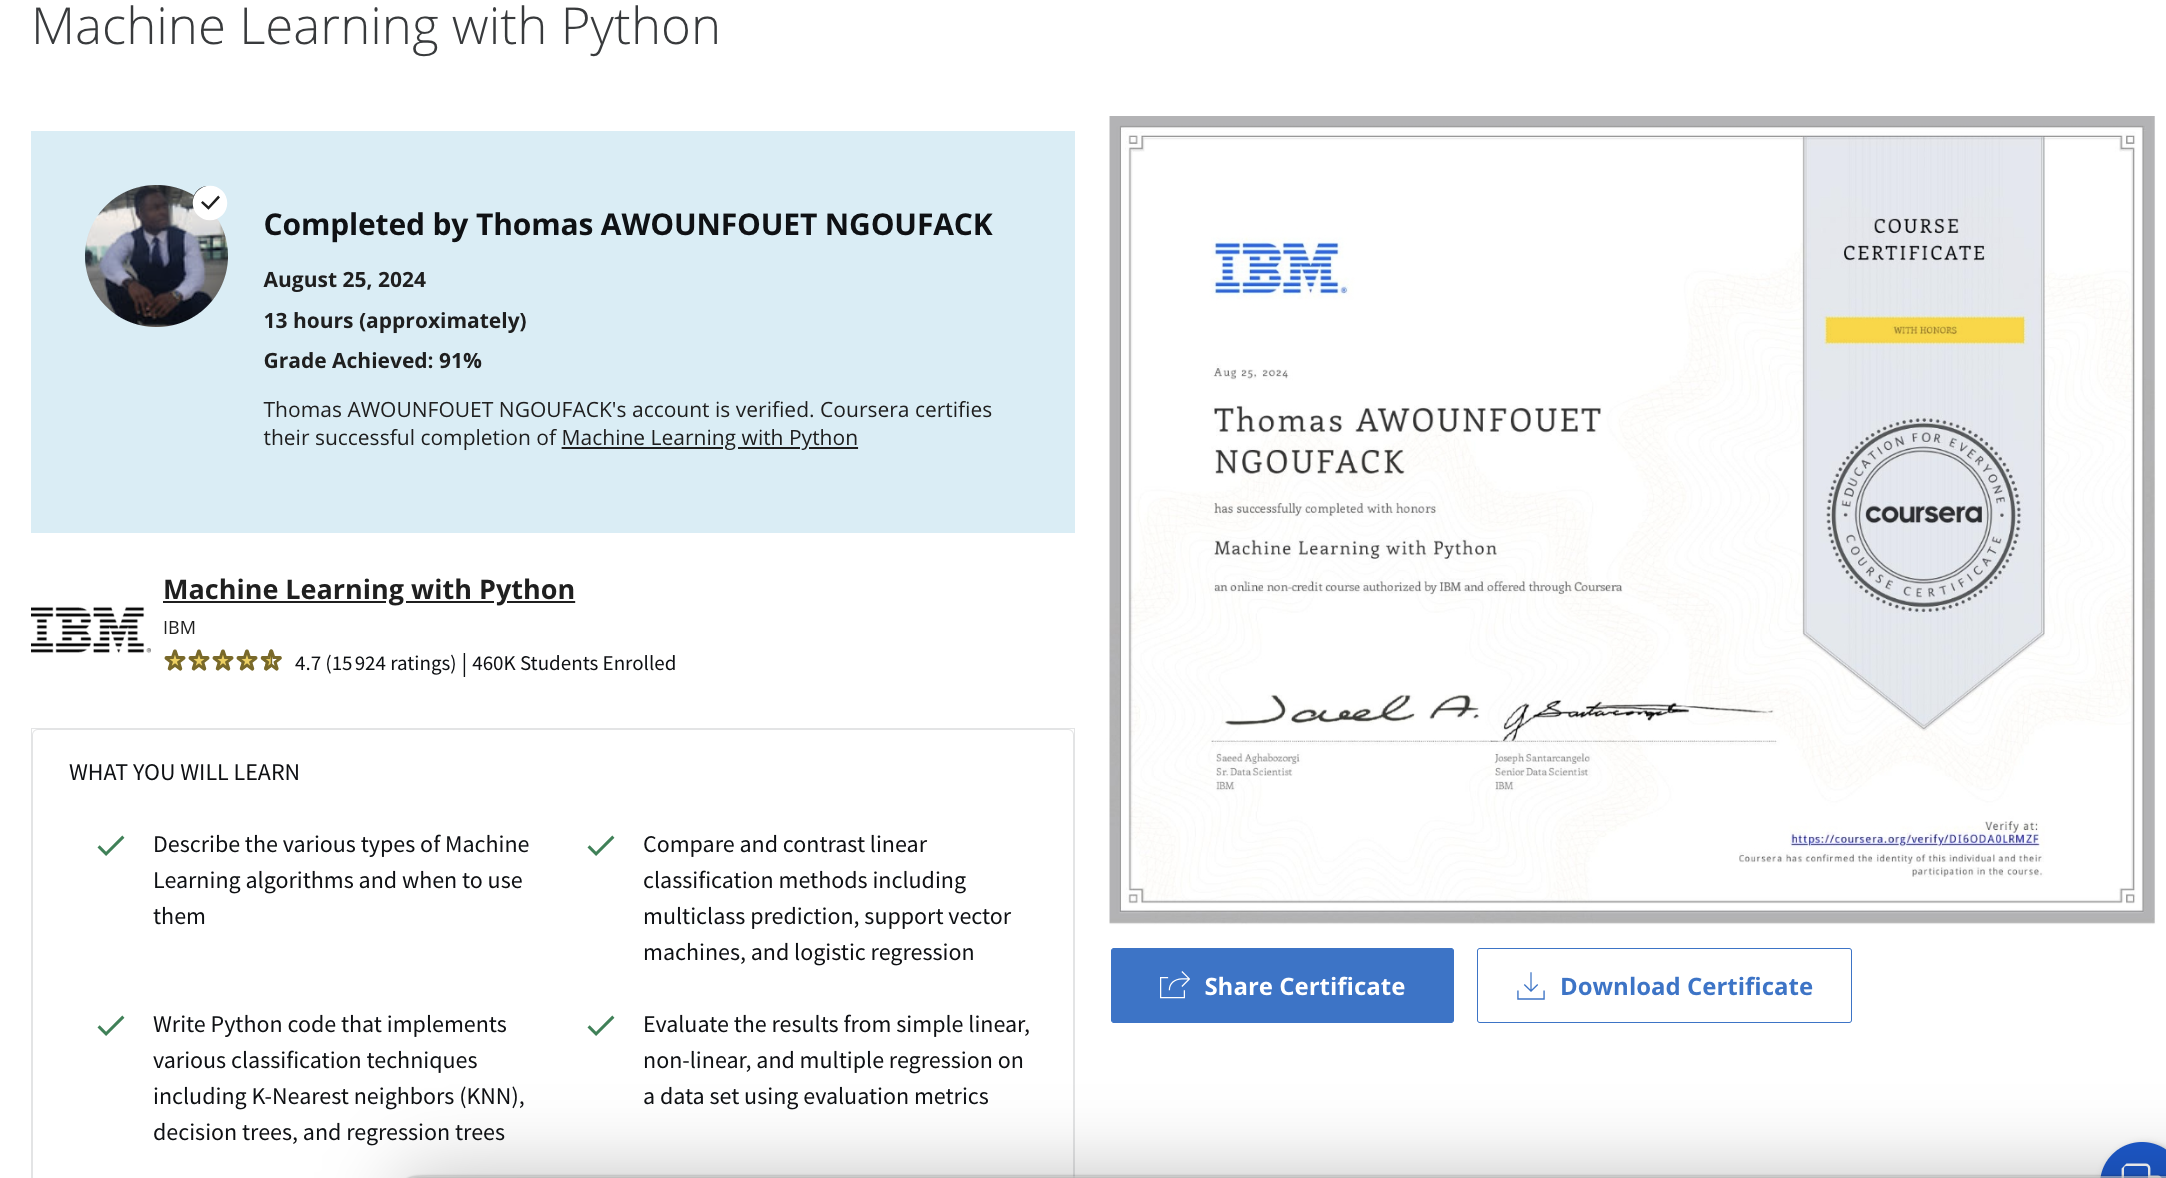 Machine Learning with Python
Completed by Thomas AWOUNFOUET NGOUFACK
August 25, 2024
13 hours (approximately)
Grade Achieved: 91%
Thomas AWOUNFOUET NGOUFACK's account is verified. Coursera certifies
their successful completion of Machine Learning with Python
IBM
Machine Learning with Python
IBM
4.7 (15 924 ratings) | 460K Students Enrolled
WHAT YOU WILL LEARN
Describe the various types of Machine
Learning algorithms and when to use
them
Compare and contrast linear
classification methods including
multiclass prediction, support vector
machines, and logistic regression
Write Python code that implements
various classification techniques
including K-Nearest neighbors (KNN),
decision trees, and regression trees
Evaluate the results from simple linear,
non-linear, and multiple regression on
a data set using evaluation metrics
IBM
Aug 25, 2024
Thomas AWOUNFOUET
NGOUFACK
has successfully completed with honors
Machine Learning with Python
an online non-credit course authorized by IBM and offered through Coursera
Saeed Aghabozorgi
Sr. Data Scientist
IBM
Joseph Santarcangelo
Senior Data Scientist
IBM
COURSE
CERTIFICATE
WITH HONORS
EDUCATION FOR EVERYONE
coursera
COURSE CERTIFICATE
Verify at:
https://coursera.org/verify/DI6ODA0LRMZF
Coursera has confirmed the identity of this individual and their
participation in the course.
Share Certificate
Download Certificate